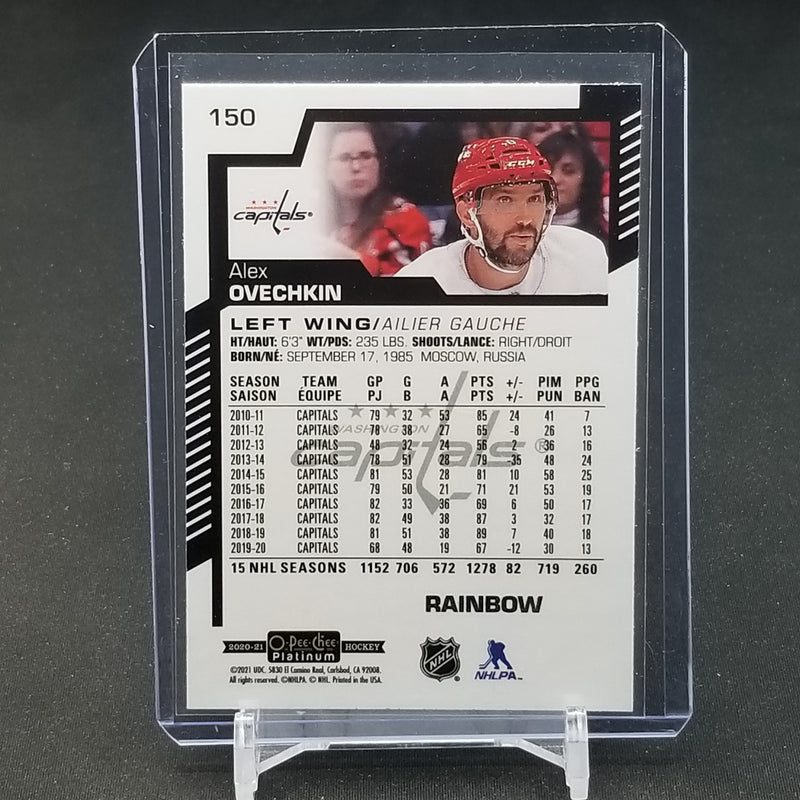 150
WASHINGTON
capitals®
CCM
Alex
OVECHKIN
LEFT WING/AILIER GAUCHE
HT/HAUT: 6'3" WT/PDS: 235 LBS. SHOOTS/LANCE: RIGHT/DROIT
BORN/NÉ: SEPTEMBER 17, 1985 MOSCOW, RUSSIA
SEASON TEAM GP G A PTS +/- PIM PPG
SAISON ÉQUIPE PJ B A PTS +/- PUN BAN
2010-11 CAPITALS 79 32 53 85 24 41 7
2011-12 CAPITALS 78 38 27 65 -8 26 13
2012-13 CAPITALS 48 32 24 56 2 36 16
2013-14 CAPITALS 78 51 28 79 -35 48 24
2014-15 CAPITALS 81 53 28 81 10 58 25
2015-16 CAPITALS 79 50 21 71 21 53 19
2016-17 CAPITALS 82 33 36 69 6 50 17
2017-18 CAPITALS 82 49 38 87 3 32 17
2018-19 CAPITALS 81 51 38 89 7 40 18
2019-20 CAPITALS 68 48 19 67 -12 30 13
WASHINGTON
capitals®
15 NHL SEASONS 1152 706 572 1278 82 719 260
RAINBOW
2020-21 O-Pee-Chee HOCKEY
Platinum
©2021 UDC. 5830 El Camino Real, Carlsbad, CA 92008.
All rights reserved. ©NHLPA. © NHL. Printed in the USA.
NHL
NHLPA